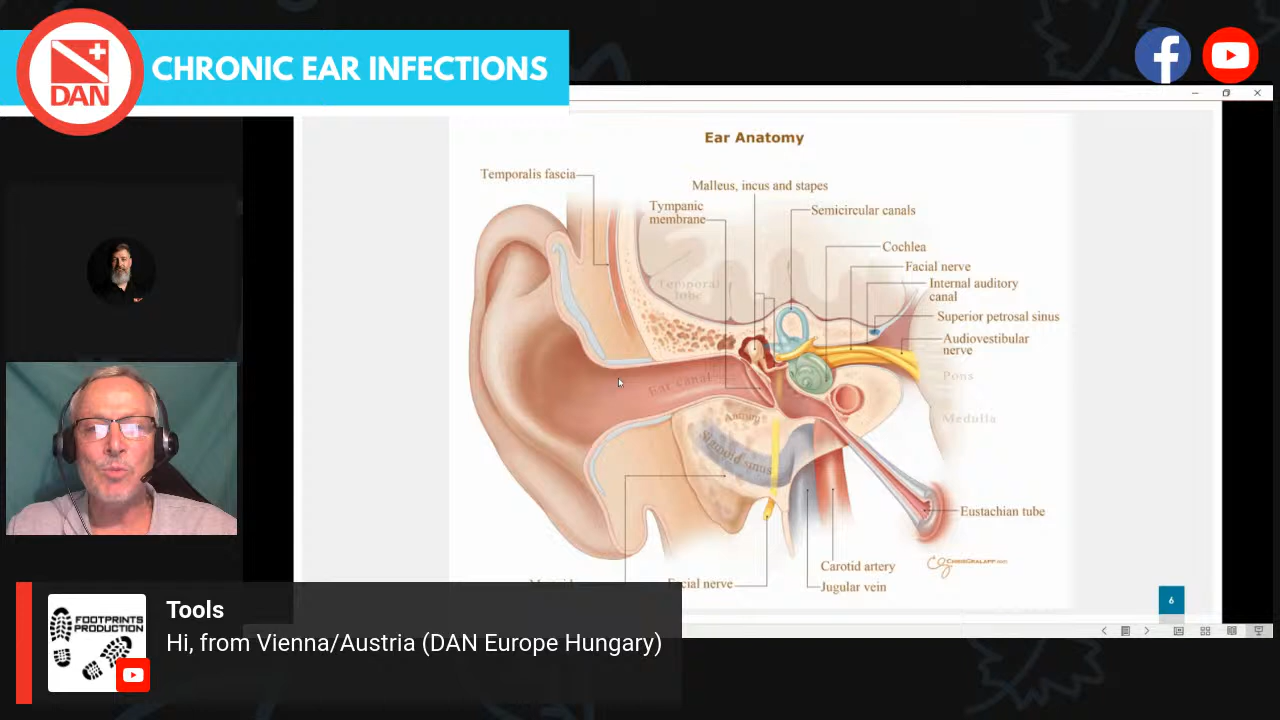 DAN
CHRONIC EAR INFECTIONS
Ear Anatomy
Temporalis fascia
Malleus, incus and stapes
Tympanic
membrane
Semicircular canals
Cochlea
Facial nerve
Internal auditory
canal
Superior petrosal sinus
Audiovestibular
nerve
Temporal
lobe
Pons
Ear canal
Medulla
Antrum
Sigmoid sinus
Eustachian tube
Carotid artery
Jugular vein
Facial nerve
6
FOOTPRINTS
PRODUCTION
Tools
Hi, from Vienna/Austria (DAN Europe Hungary)